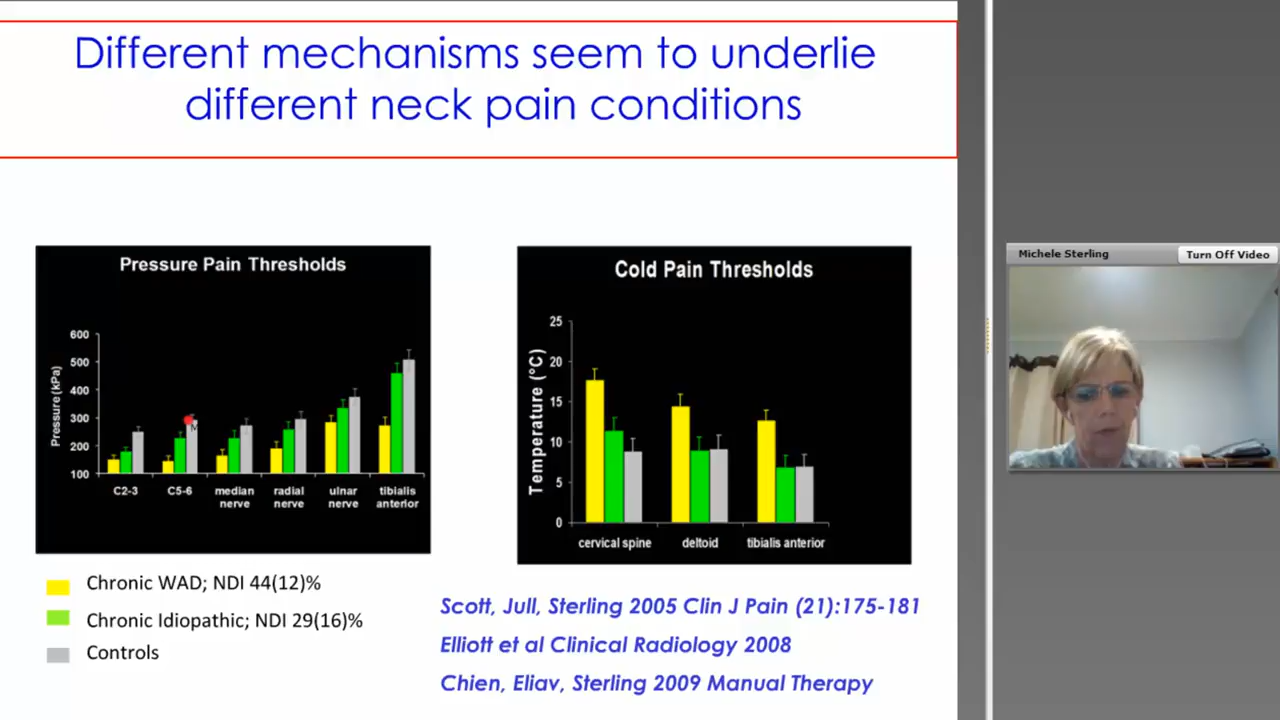 Different mechanisms seem to underlie
different neck pain conditions
Pressure Pain Thresholds
Pressure (kPa)
600
500
400
300
200
100
C2-3
C5-6
median
nerve
radial
nerve
ulnar
nerve
tibialis
anterior
Cold Pain Thresholds
Temperature (°C)
25
20
15
10
5
0
cervical spine
deltoid
tibialis anterior
Chronic WAD; NDI 44(12)%
Chronic Idiopathic; NDI 29(16)%
Controls
Scott, Jull, Sterling 2005 Clin J Pain (21):175-181
Elliott et al Clinical Radiology 2008
Chien, Eliav, Sterling 2009 Manual Therapy
Michele Sterling
Turn Off Video